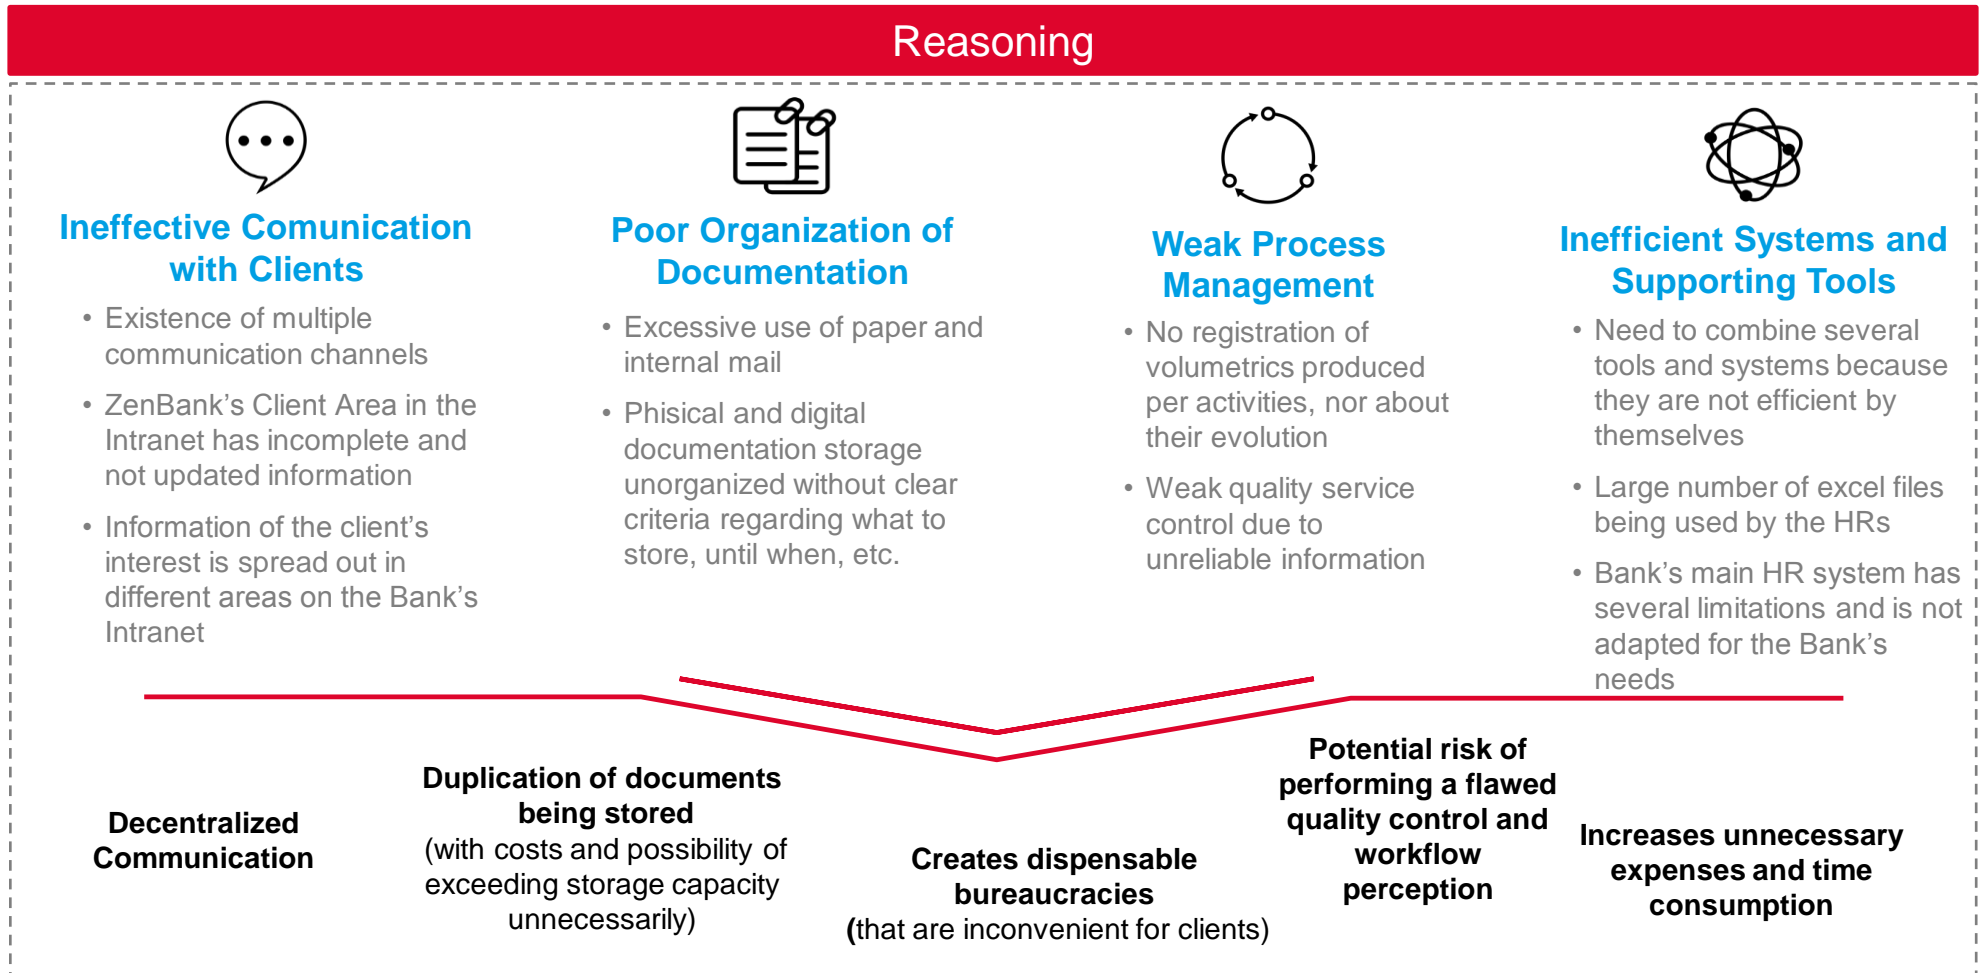 Reasoning
Ineffective Comunication
with Clients
• Existence of multiple
communication channels
• ZenBank’s Client Area in the
Intranet has incomplete and
not updated information
• Information of the client’s
interest is spread out in
different areas on the Bank’s
Intranet
Poor Organization of
Documentation
• Excessive use of paper and
internal mail
• Phisical and digital
documentation storage
unorganized without clear
criteria regarding what to
store, until when, etc.
Weak Process
Management
• No registration of
volumetrics produced
per activities, nor about
their evolution
• Weak quality service
control due to
unreliable information
Inefficient Systems and
Supporting Tools
• Need to combine several
tools and systems because
they are not efficient by
themselves
• Large number of excel files
being used by the HRs
• Bank’s main HR system has
several limitations and is not
adapted for the Bank’s
needs
Decentralized
Communication
Duplication of documents
being stored
(with costs and possibility of
exceeding storage capacity
unnecessarily)
Creates dispensable
bureaucracies
(that are inconvenient for clients)
Potential risk of
performing a flawed
quality control and
workflow
perception
Increases unnecessary
expenses and time
consumption